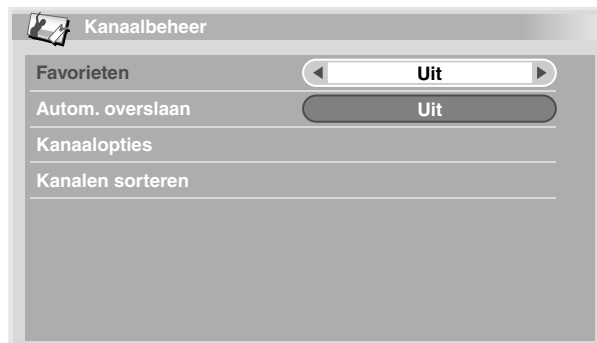 Kanaalbeheer
Favorieten Uit
Autom. overslaan Uit
Kanaalopties
Kanalen sorteren